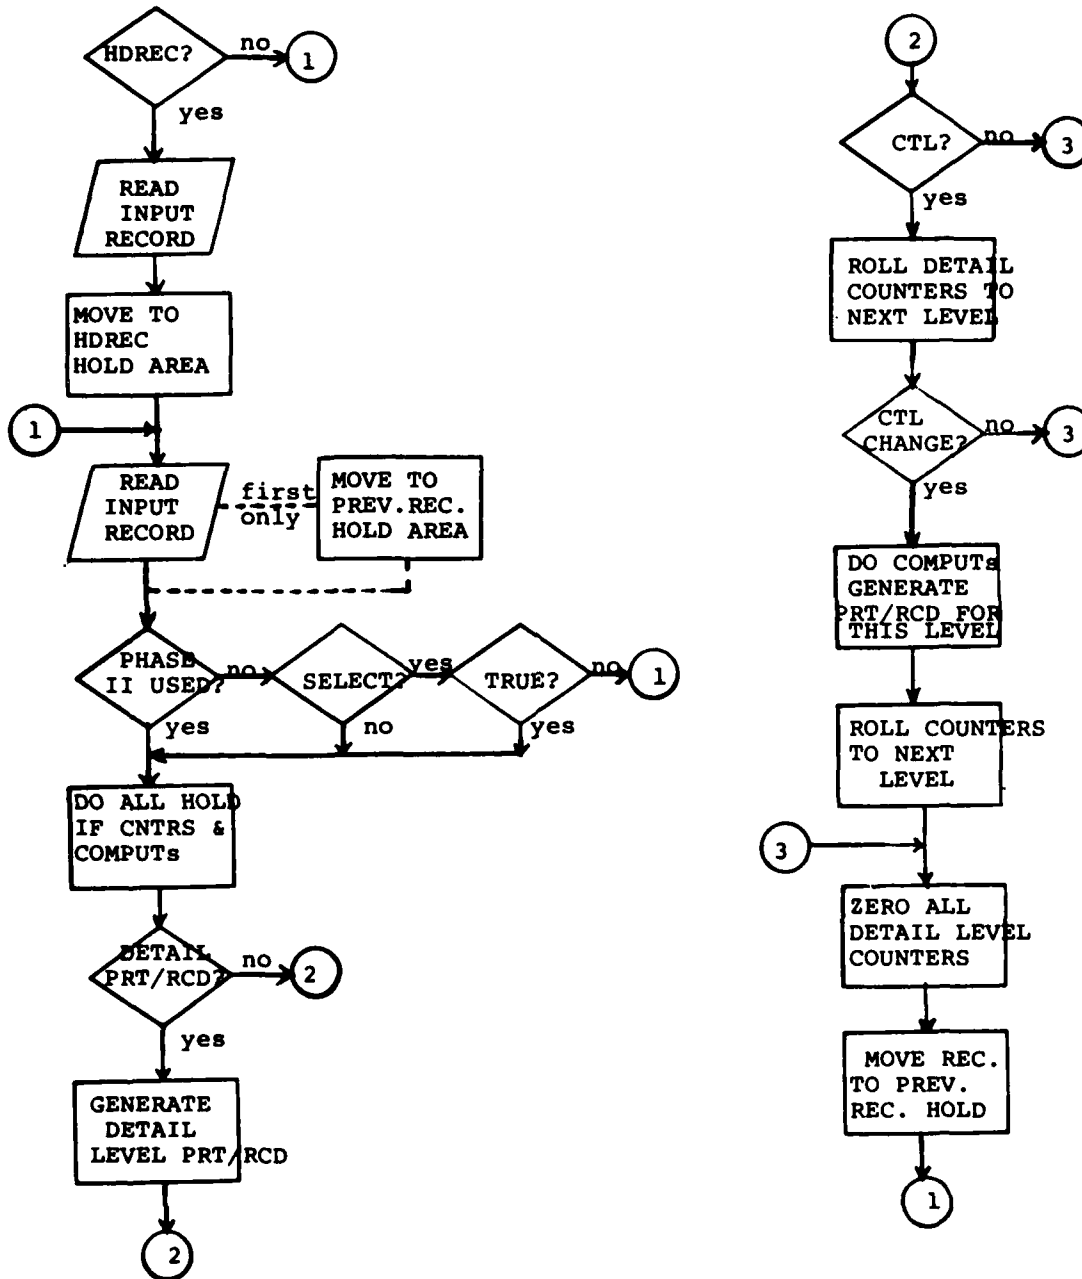 HDREC?
no
1
yes
READ
INPUT
RECORD
MOVE TO
HDREC
HOLD AREA
1
READ
INPUT
RECORD
first
only
MOVE TO
PREV.REC.
HOLD AREA
PHASE
II USED?
no
SELECT?
yes
TRUE?
no
1
yes
no
yes
DO ALL HOLD
IF CNTRS &
COMPUTs
DETAIL
PRT/RCD?
no
2
yes
GENERATE
DETAIL
LEVEL PRT/RCD
2
2
CTL?
no
3
yes
ROLL DETAIL
COUNTERS TO
NEXT LEVEL
CTL
CHANGE?
no
3
yes
DO COMPUTs
GENERATE
PRT/RCD FOR
THIS LEVEL
ROLL COUNTERS
TO NEXT
LEVEL
3
ZERO ALL
DETAIL LEVEL
COUNTERS
MOVE REC.
TO PREV.
REC. HOLD
1